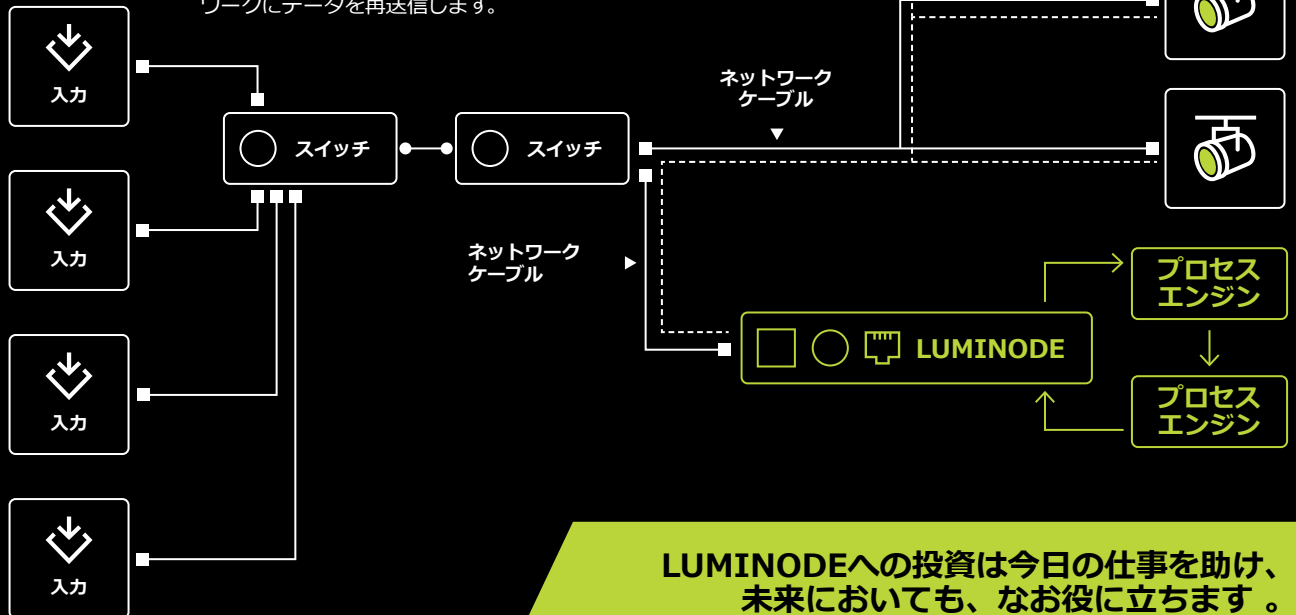 ワークにデータを再送信します。
入力
ネットワーク
ケーブル
スイッチ
スイッチ
入力
ネットワーク
ケーブル
プロセス
エンジン
LUMINODE
入力
プロセス
エンジン
入力
LUMINODEへの投資は今日の仕事を助け、
未来においても、なお役に立ちます 。